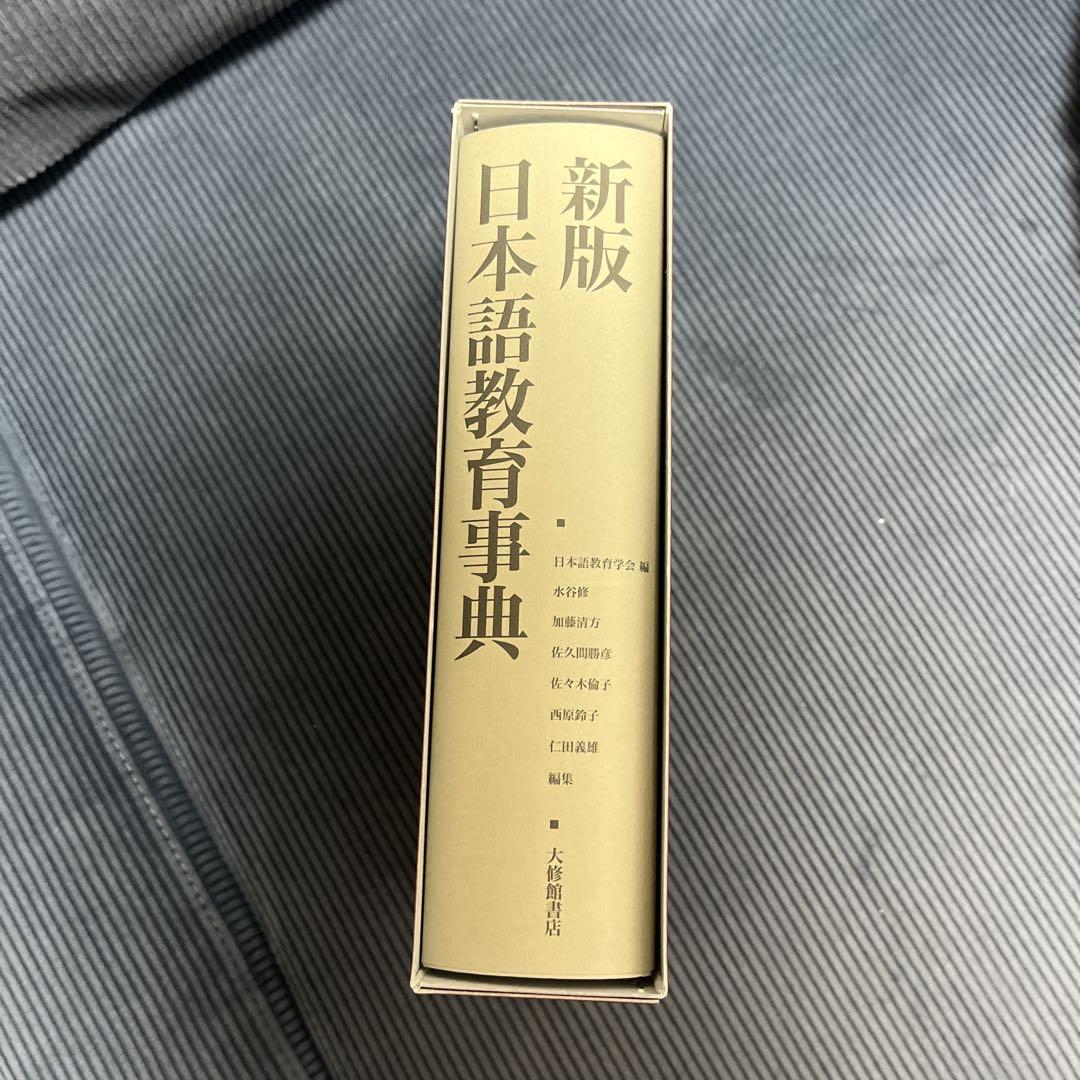 新版
日本語教育事典
■
日本語教育学会 編
水谷修
加藤清方
佐久間勝彦
佐々木倫子
西原鈴子
仁田義雄
編集
■
大修館書店